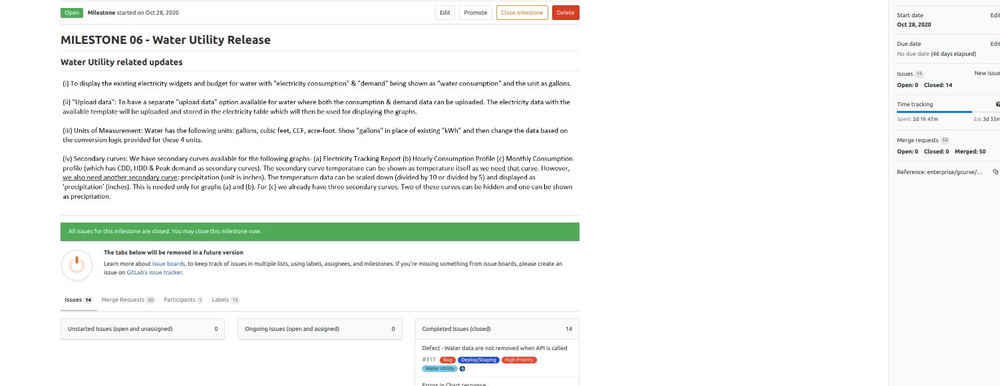 Open Milestone started on Oct 28, 2020 Edit Promote Close milestone Delete
MILESTONE 06 - Water Utility Release
Water Utility related updates
(i) To display the existing electricity widgets and budget for water with "electricity consumption" & "demand" being shown as "water consumption" and the unit as gallons.
(ii) "Upload data": To have a separate "upload data" option available for water where both the consumption & demand data can be uploaded. The electricity data with the
available template will be uploaded and stored in the electricity table which will then be used for displaying the graphs.
(iii) Units of Measurement: Water has the following units: gallons, cubic feet, CCF, acre-foot. Show "gallons" in place of existing "kWh" and then change the data based on
the conversion logic provided for these 4 units.
(iv) Secondary curves: We have secondary curves available for the following graphs- (a) Electricity Tracking Report (b) Hourly Consumption Profile (c) Monthly Consumption
profile (which has CDD, HDD & Peak demand as secondary curves). The secondary curve temperature can be shown as temperature itself as we need that curve. However,
we also need another secondary curve: precipitation (unit is inches). The temperature data can be scaled down (divided by 10 or divided by 5) and displayed as
'precipitation' (inches). This is needed only for graphs (a) and (b). For (c) we already have three secondary curves. Two of these curves can be hidden and one can be shown
as precipitation.
All issues for this milestone are closed. You may close this milestone now.
The tabs below will be removed in a future version
Learn more about issue boards, to keep track of issues in multiple lists, using labels, assignees, and milestones. If you're missing something from issue boards, please create an
issue on GitLab's issue tracker.
Issues 14 Merge Requests 50 Participants 1 Labels 15
Unstarted Issues (open and unassigned) 0
Ongoing Issues (open and assigned) 0
Completed Issues (closed) 14
Defect - Water data are not removed when API is called
#317 Bug Deploy/Staging High Priority
Water Utility
Errors in Chart response
Start date Edit
Oct 28, 2020
Due date Edit
No due date (46 days elapsed)
Issues 14 New issue
Open: 0 Closed: 14
Time tracking ?
Spent 2d 1h 47m Est 3d 35m
Merge requests 50
Open: 0 Closed: 0 Merged: 50
Reference: enterprise/gcurve/...